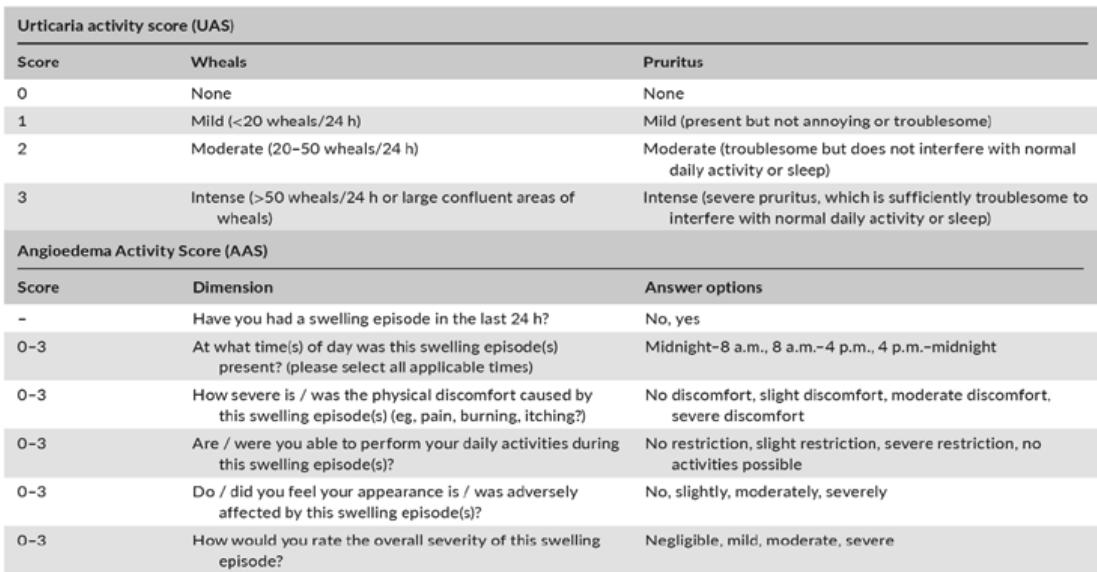 Urticaria activity score (UAS)
Score Wheals Pruritus
0 None None
1 Mild (<20 wheals/24 h) Mild (present but not annoying or troublesome)
2 Moderate (20–50 wheals/24 h) Moderate (troublesome but does not interfere with normal
daily activity or sleep)
3 Intense (>50 wheals/24 h or large confluent areas of Intense (severe pruritus, which is sufficiently troublesome to
wheals) interfere with normal daily activity or sleep)
Angioedema Activity Score (AAS)
Score Dimension Answer options
– Have you had a swelling episode in the last 24 h? No, yes
0–3 At what time(s) of day was this swelling episode(s) Midnight–8 a.m., 8 a.m.–4 p.m., 4 p.m.–midnight
present? (please select all applicable times)
0–3 How severe is / was the physical discomfort caused by No discomfort, slight discomfort, moderate discomfort,
this swelling episode(s) (eg, pain, burning, itching?) severe discomfort
0–3 Are / were you able to perform your daily activities during No restriction, slight restriction, severe restriction, no
this swelling episode(s)? activities possible
0–3 Do / did you feel your appearance is / was adversely No, slightly, moderately, severely
affected by this swelling episode(s)?
0–3 How would you rate the overall severity of this swelling Negligible, mild, moderate, severe
episode?